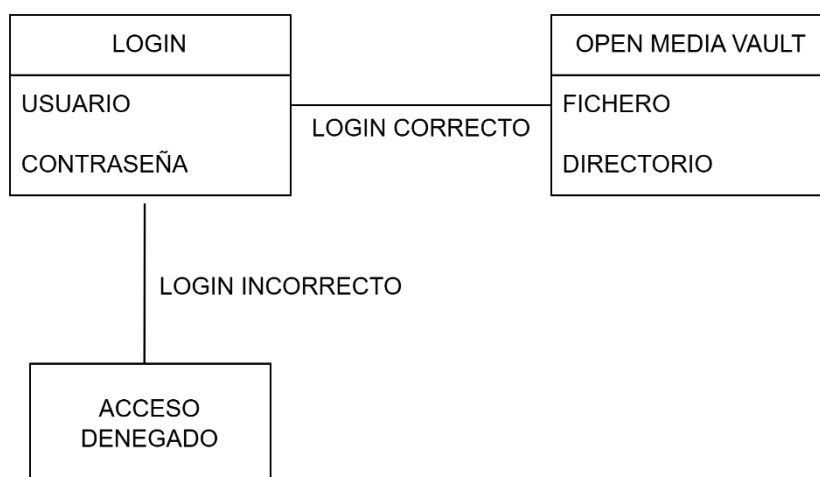 LOGIN
OPEN MEDIA VAULT
USUARIO
CONTRASEÑA
LOGIN CORRECTO
FICHERO
DIRECTORIO
LOGIN INCORRECTO
ACCESO
DENEGADO